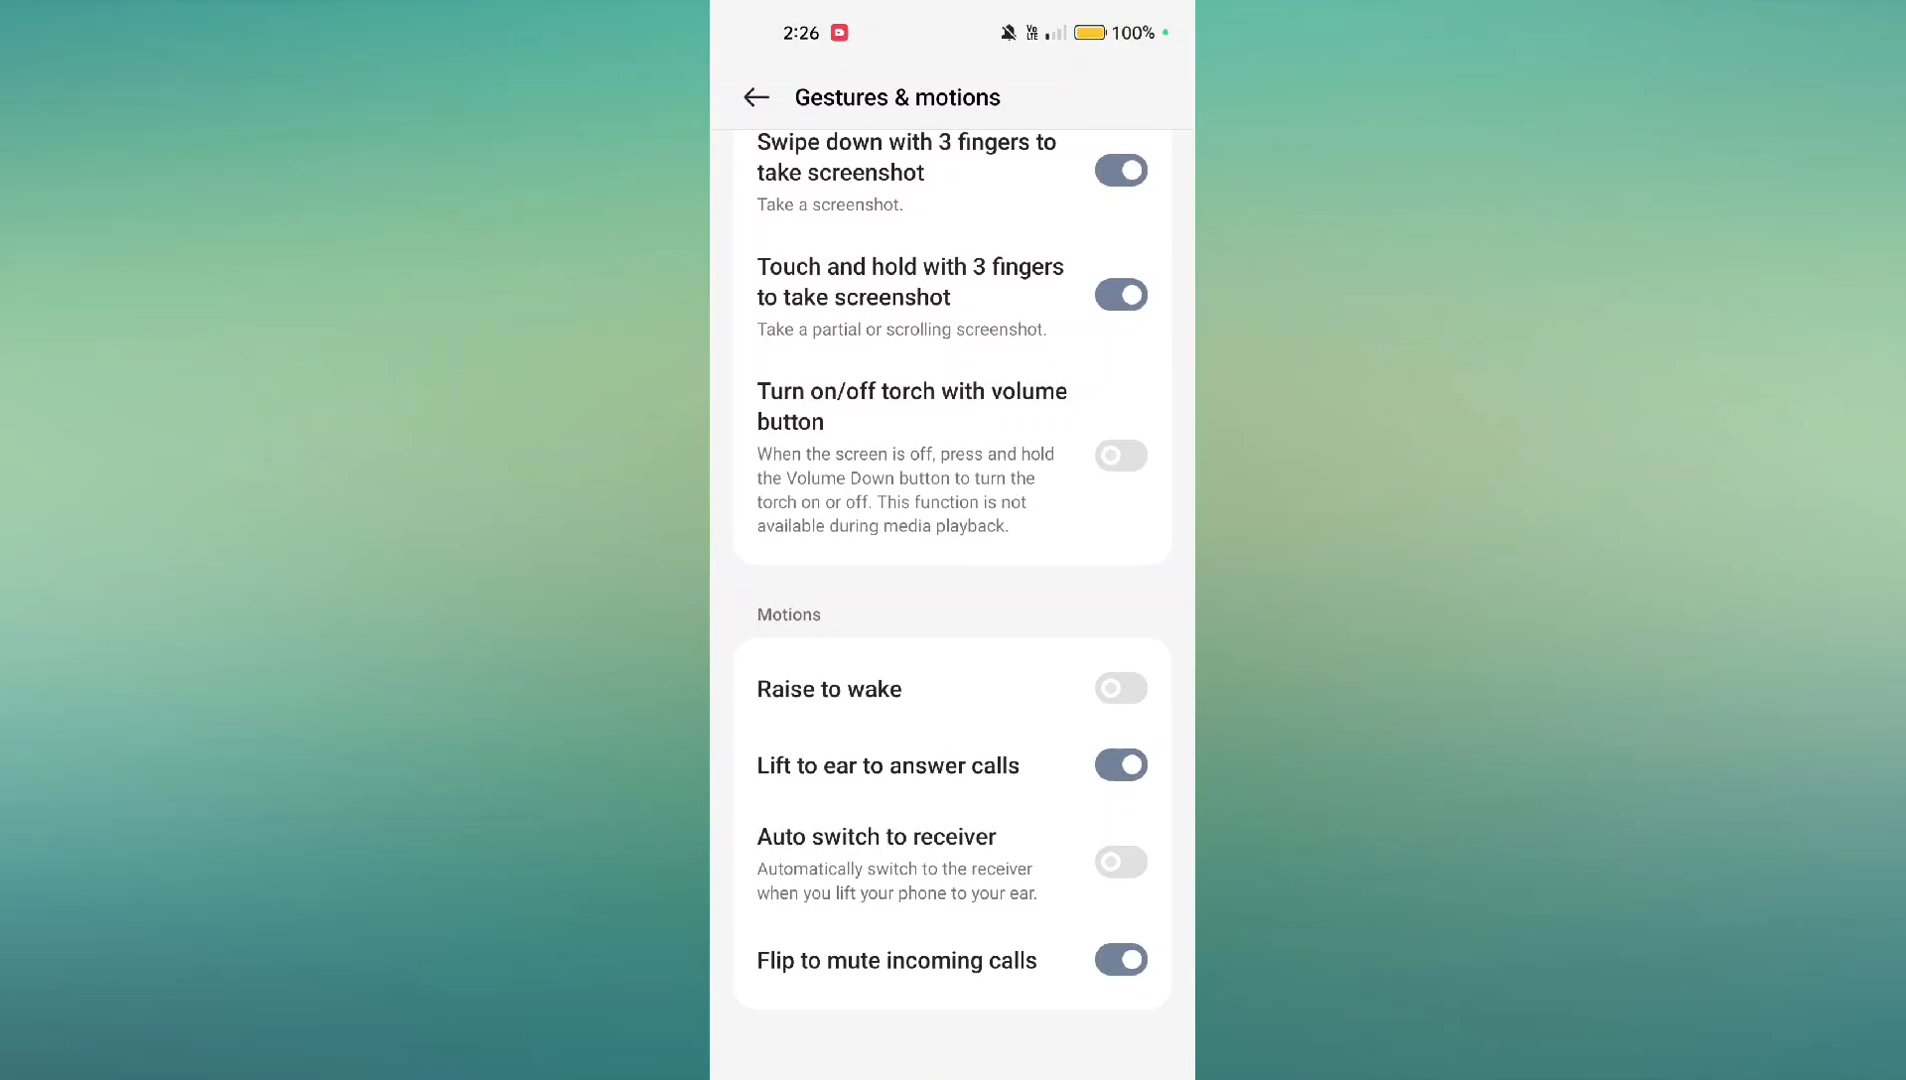 2:26
Vo LTE
100%
Gestures & motions
Swipe down with 3 fingers to
take screenshot
Take a screenshot.
Touch and hold with 3 fingers
to take screenshot
Take a partial or scrolling screenshot.
Turn on/off torch with volume
button
When the screen is off, press and hold
the Volume Down button to turn the
torch on or off. This function is not
available during media playback.
Motions
Raise to wake
Lift to ear to answer calls
Auto switch to receiver
Automatically switch to the receiver
when you lift your phone to your ear.
Flip to mute incoming calls